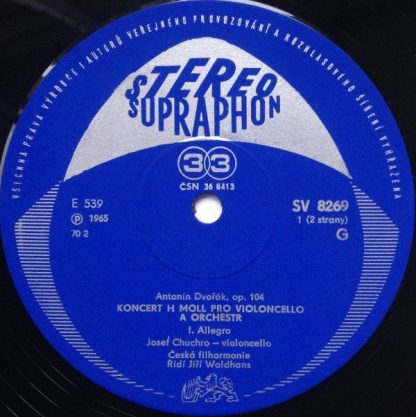 VŠECHNA PRÁVA VÝROBCE I AUTORŮ VEŘEJNÉHO PROVOZOVÁNÍ A ROZHLASOVÉHO ŠÍŘENÍ VYHRAZENA
STEREO
SUPRAPHON
33
ČSN 36 8413
E 539
SV 8269
Ⓟ 1965
1 (2 strany)
70 2
G
Antonín Dvořák, op. 104
KONCERT H MOLL PRO VIOLONCELLO
A ORCHESTR
I. Allegro
Josef Chuchro – violoncello
Česká filharmonie
Řídí Jiří Waldhans